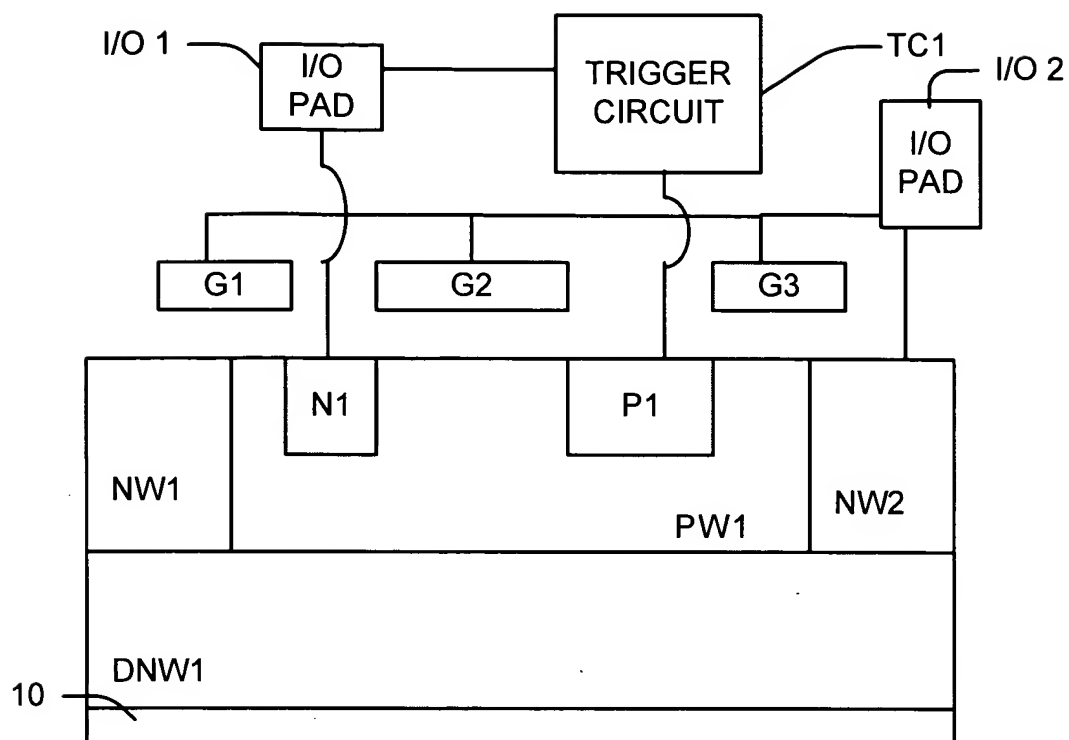 I/O 1
I/O
PAD
TRIGGER
CIRCUIT
TC1
I/O 2
I/O
PAD
G1
G2
G3
N1
P1
NW1
PW1
NW2
DNW1
10